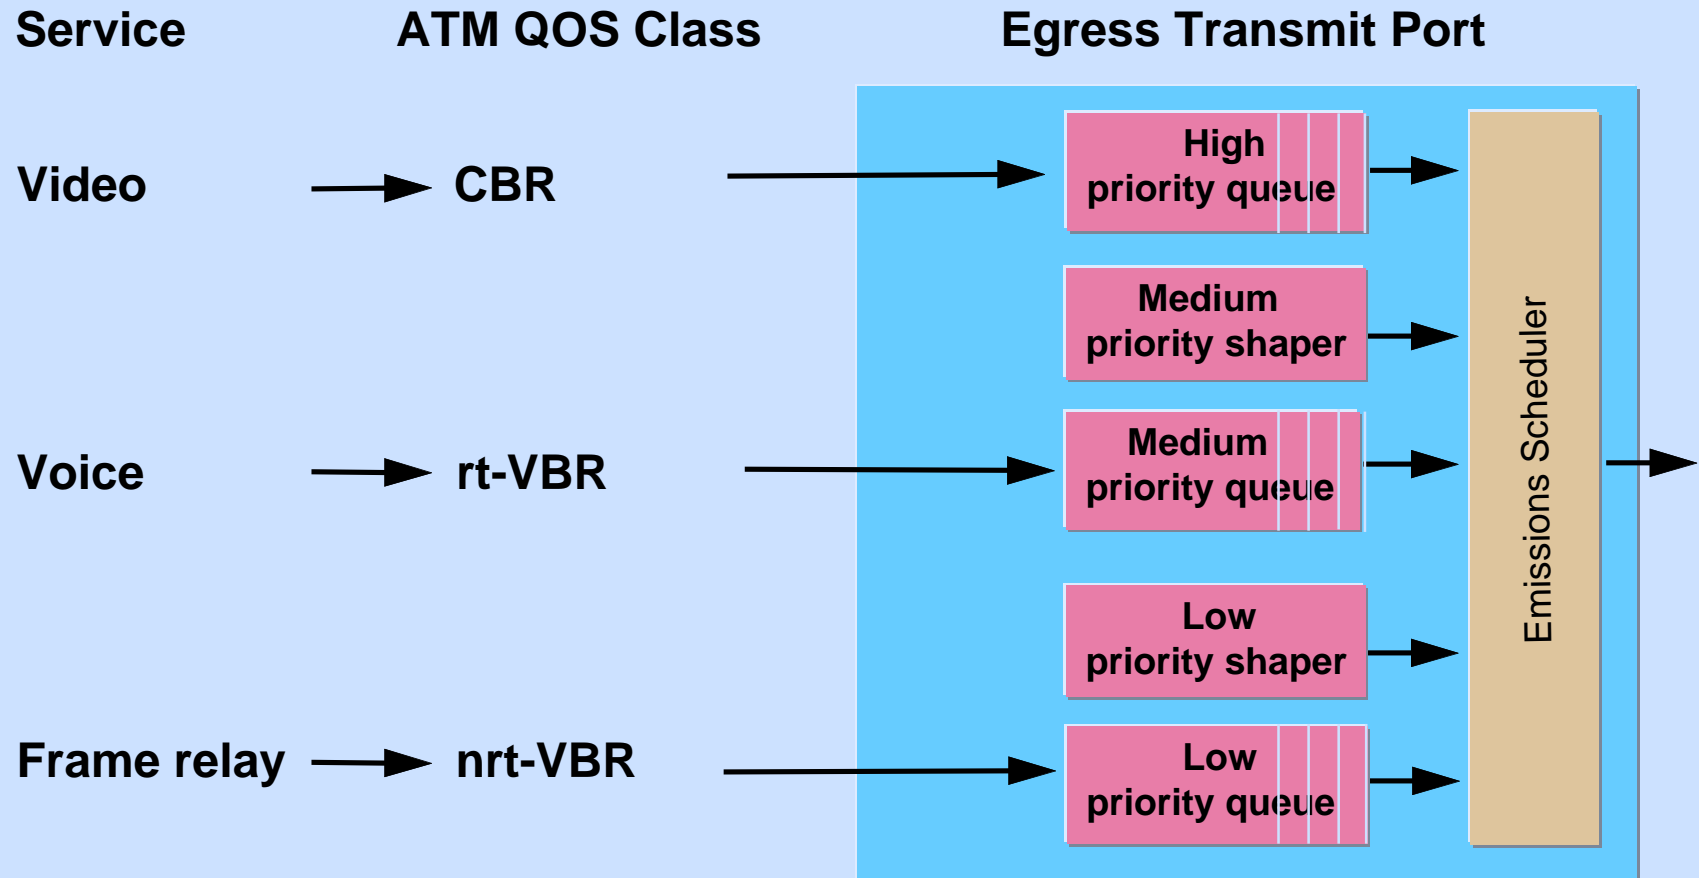 Service ATM QOS Class Egress Transmit Port
High
priority queue
Video CBR
Medium
priority shaper
Medium
priority queue
Voice rt-VBR
Emissions Scheduler
Low
priority shaper
Low
priority queue
Frame relay nrt-VBR